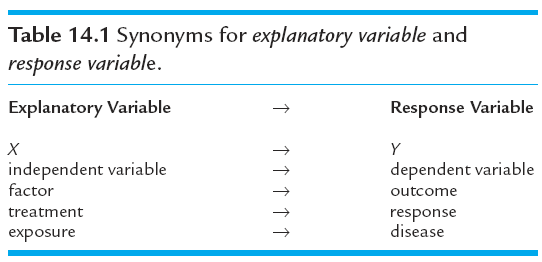 Table 14.1 Synonyms for explanatory variable and
response variable.
Explanatory Variable → Response Variable
X → Y
independent variable → dependent variable
factor → outcome
treatment → response
exposure → disease